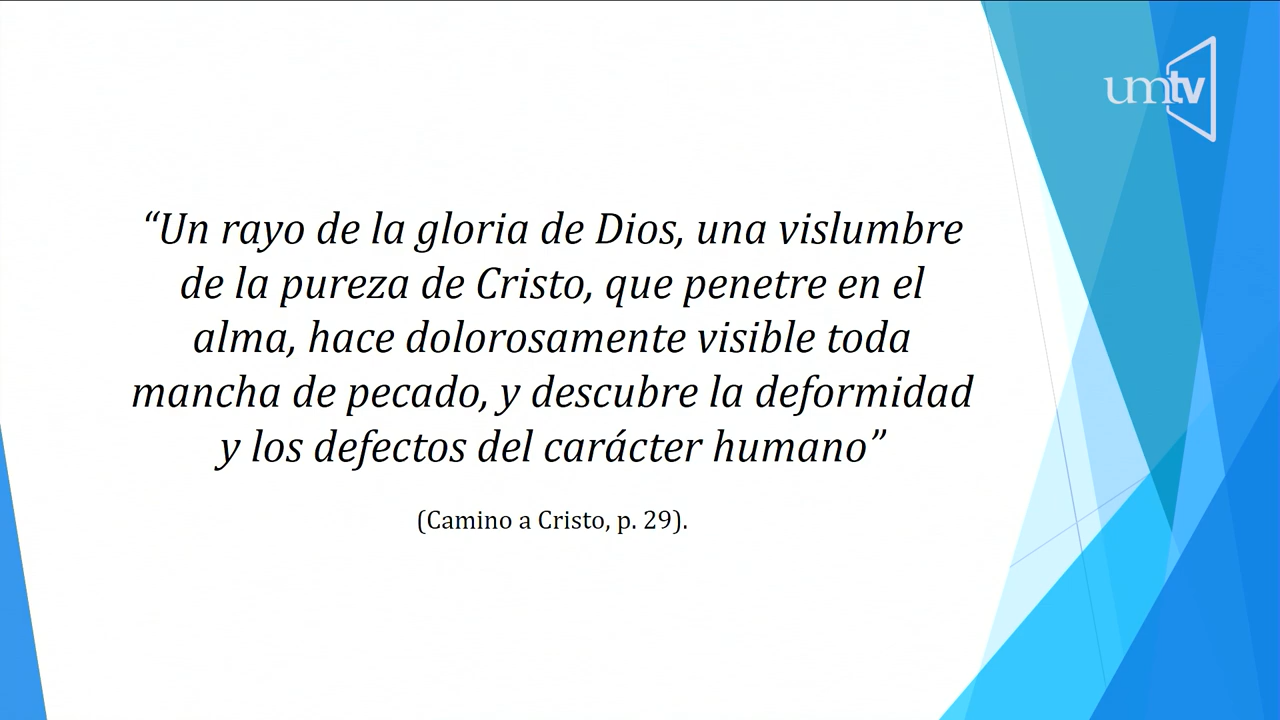 umtv
“Un rayo de la gloria de Dios, una vislumbre
de la pureza de Cristo, que penetre en el
alma, hace dolorosamente visible toda
mancha de pecado, y descubre la deformidad
y los defectos del carácter humano”
(Camino a Cristo, p. 29).